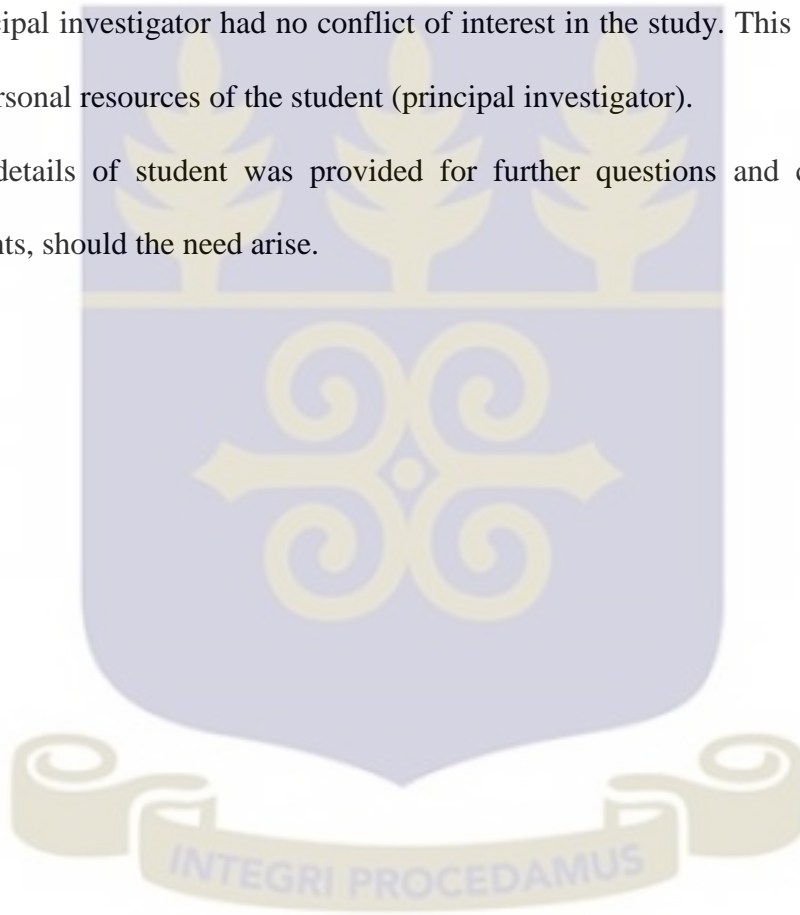 cipal investigator had no conflict of interest in the study. This
rsonal resources of the student (principal investigator).
details of student was provided for further questions and c
nts, should the need arise.
INTEGRI PROCEDAMUS